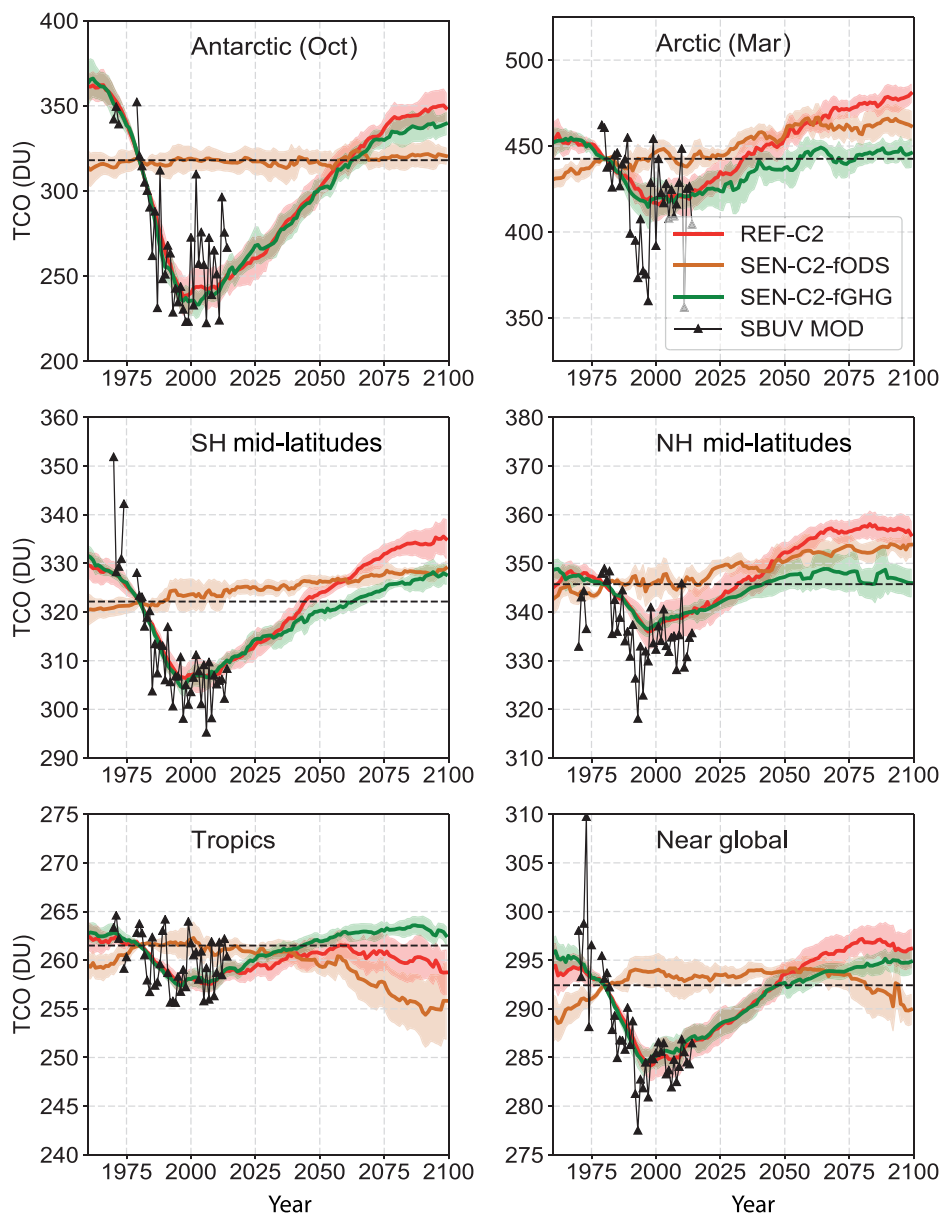 Antarctic (Oct)
TCO (DU)
400
350
300
250
200
1975 2000 2025 2050 2075 2100
Arctic (Mar)
500
450
400
350
REF-C2
SEN-C2-fODS
SEN-C2-fGHG
SBUV MOD
1975 2000 2025 2050 2075 2100
SH mid-latitudes
TCO (DU)
360
350
340
330
320
310
300
290
1975 2000 2025 2050 2075 2100
NH mid-latitudes
380
370
360
350
340
330
320
310
1975 2000 2025 2050 2075 2100
Tropics
TCO (DU)
275
270
265
260
255
250
245
240
1975 2000 2025 2050 2075 2100
Year
Near global
310
305
300
295
290
285
280
275
1975 2000 2025 2050 2075 2100
Year